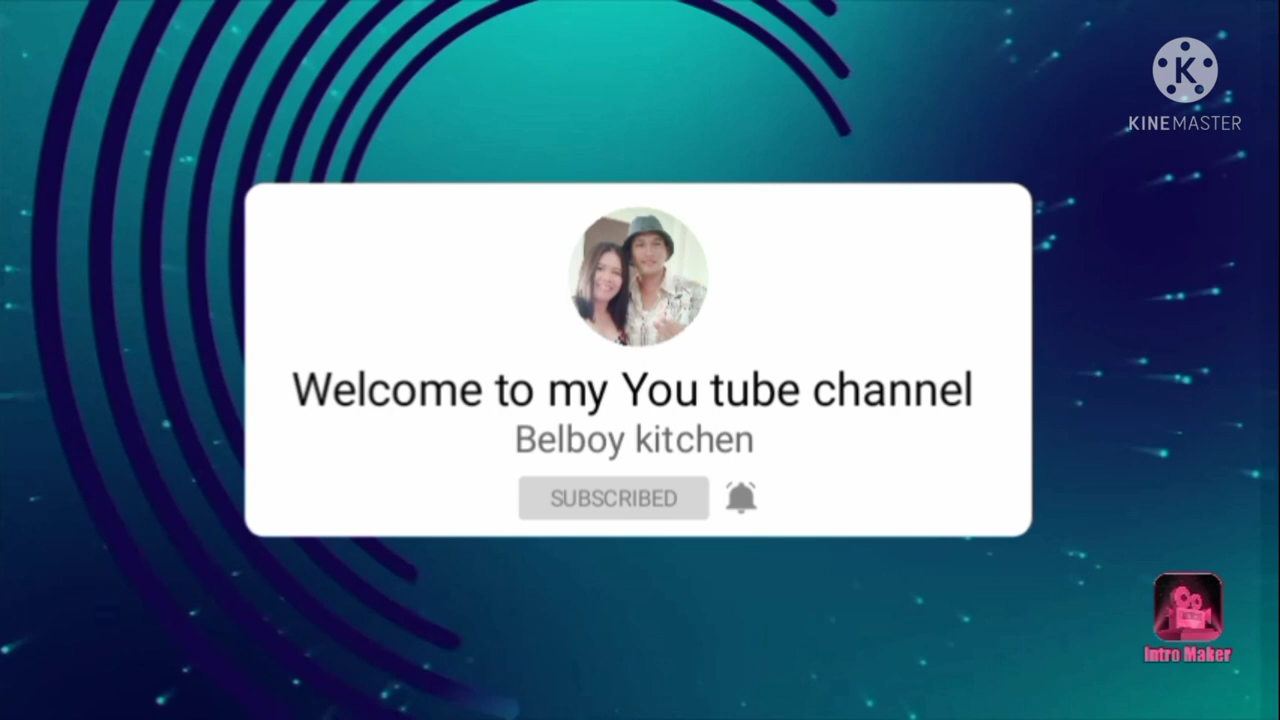 KINEMASTER
Welcome to my You tube channel
Belboy kitchen
SUBSCRIBED
Intro Maker